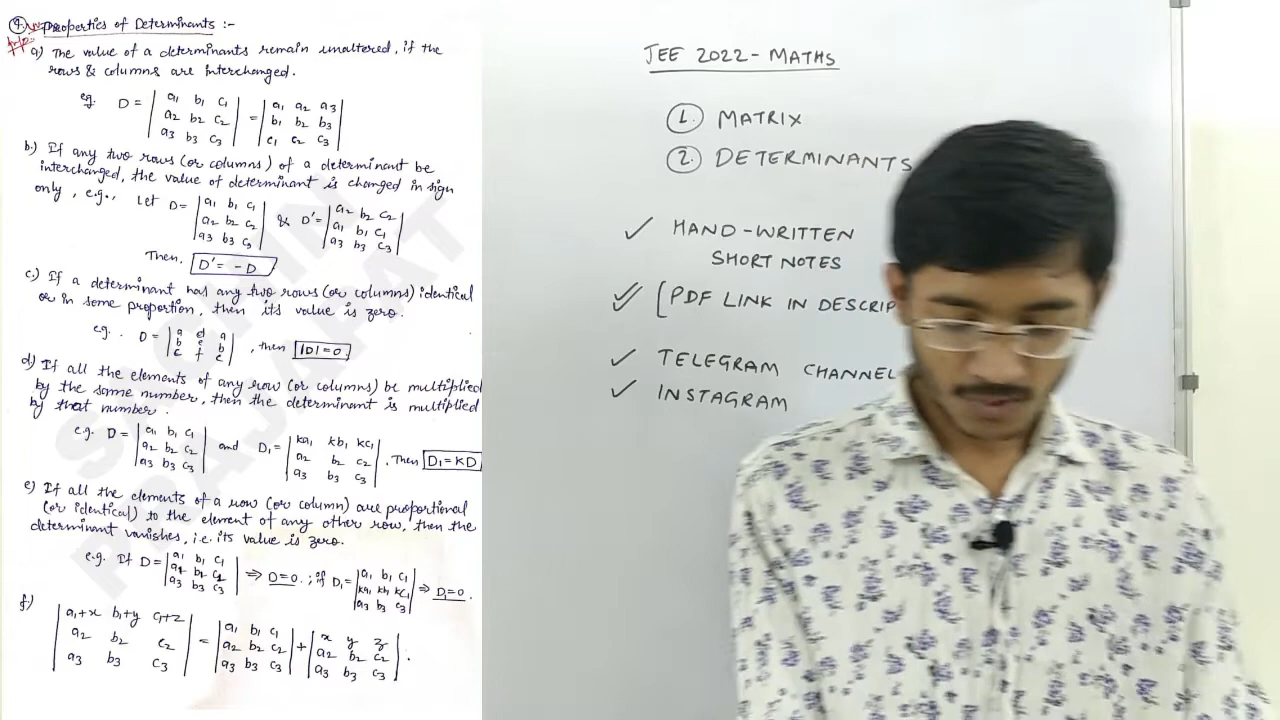 9. Properties of Determinants :-
a) The value of a determinants remain unaltered, if the
rows & columns are interchanged.
eg. D = | a1 b1 c1 | = | a1 a2 a3 |
| a2 b2 c2 | | b1 b2 b3 |
| a3 b3 c3 | | c1 c2 c3 |
b.) If any two rows (or columns) of a determinant be
interchanged, the value of determinant is changed in sign
only, e.g., Let D = | a1 b1 c1 | & D' = | a2 b2 c2 |
| a2 b2 c2 | | a1 b1 c1 |
| a3 b3 c3 | | a3 b3 c3 |
Then, D' = -D
c.) If a determinant has any two rows (or columns) identical
or in some proportion, then its value is zero.
e.g. . D = | a d a | , then |D| = 0.
| b e b |
| c f c |
d) If all the elements of any row (or columns) be multiplied
by the same number, then the determinant is multiplied
by that number.
e.g. D = | a1 b1 c1 | and D1 = | ka1 kb1 kc1 | . Then D1 = KD
| a2 b2 c2 | | a2 b2 c2 |
| a3 b3 c3 | | a3 b3 c3 |
e) If all the elements of a row (or column) are proportional
(or identical) to the element of any other row, then the
determinant vanishes, i.e. its value is zero.
e.g. If D = | a1 b1 c1 | ⇒ D=0. ; if D1 = | a1 b1 c1 | ⇒ D1=0.
| a1 b1 c1 | | ka1 kb1 kc1 |
| a3 b3 c3 | | a3 b3 c3 |
f)
| a1+x b1+y c1+z | = | a1 b1 c1 | + | x y z | .
| a2 b2 c2 | | a2 b2 c2 | | a2 b2 c2 |
| a3 b3 c3 | | a3 b3 c3 | | a3 b3 c3 |
PRAJAPAT
JEE 2022 - MATHS
1. MATRIX
2. DETERMINANTS
✓ HAND-WRITTEN
SHORT NOTES
✓ [PDF LINK IN DESCRIP
✓ TELEGRAM CHANNEL
✓ INSTAGRAM